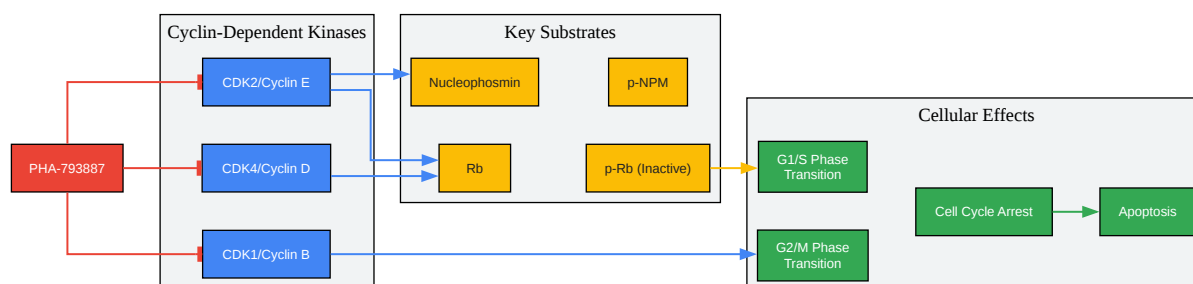 Cyclin-Dependent Kinases
Key Substrates
CDK2/Cyclin E
Nucleophosmin
p-NPM
Cellular Effects
PHA-793887
CDK4/Cyclin D
Rb
p-Rb (Inactive)
G1/S Phase
Transition
Cell Cycle Arrest
Apoptosis
CDK1/Cyclin B
G2/M Phase
Transition